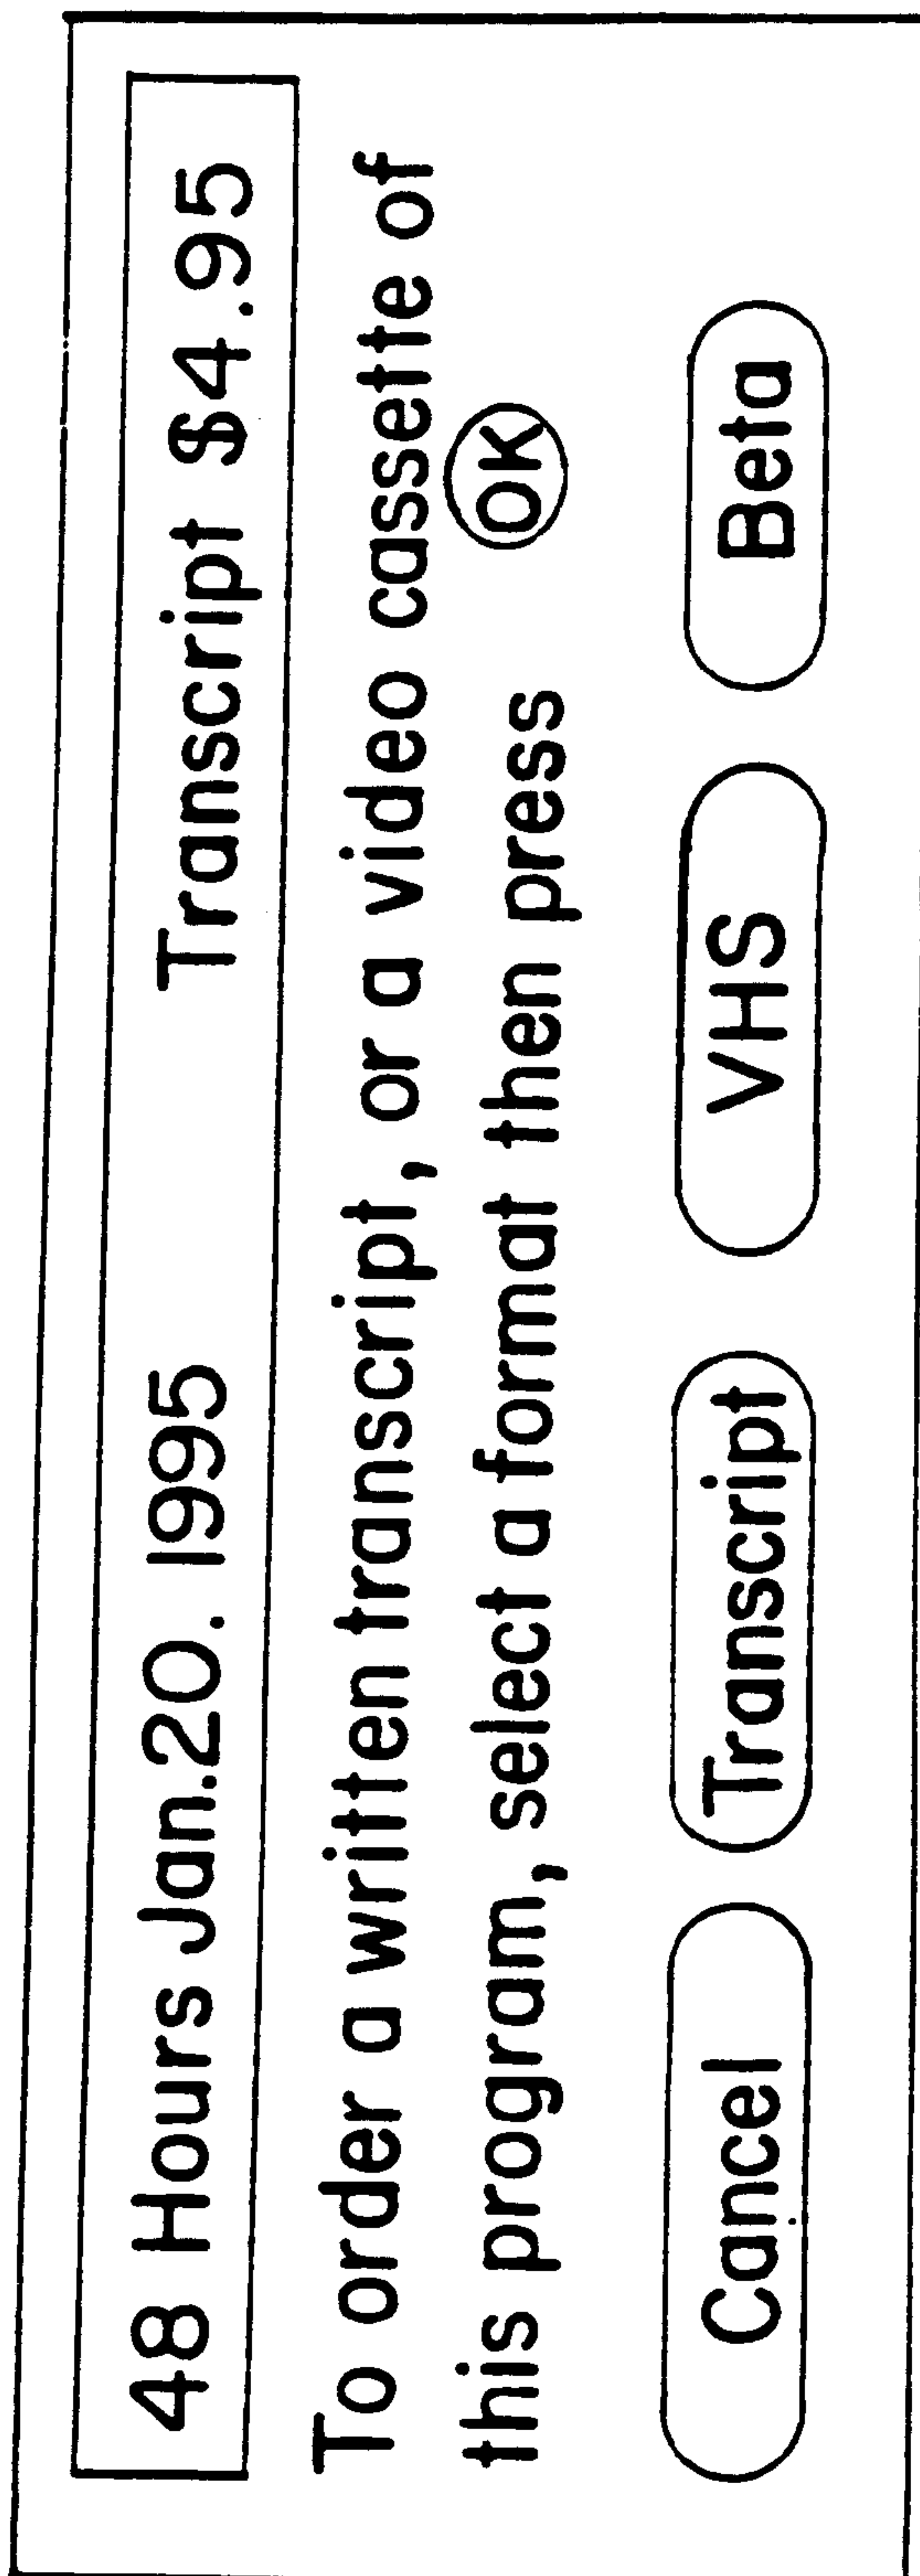 48 Hours Jan.20. 1995 Transcript $4.95
To order a written transcript, or a video cassette of
this program, select a format then press OK
Cancel Transcript VHS Beta